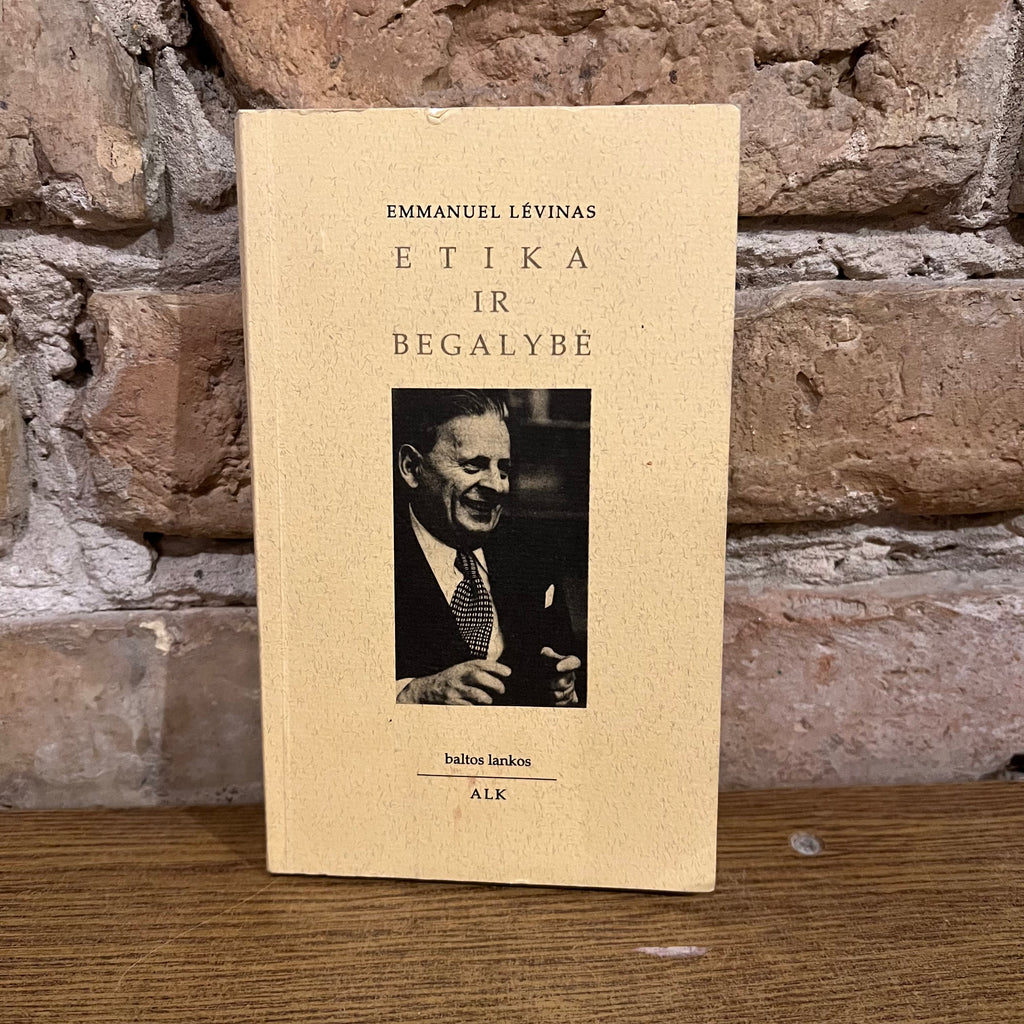 EMMANUEL LÉVINAS
ETIKA
IR
BEGALYBĖ
baltos lankos
ALK